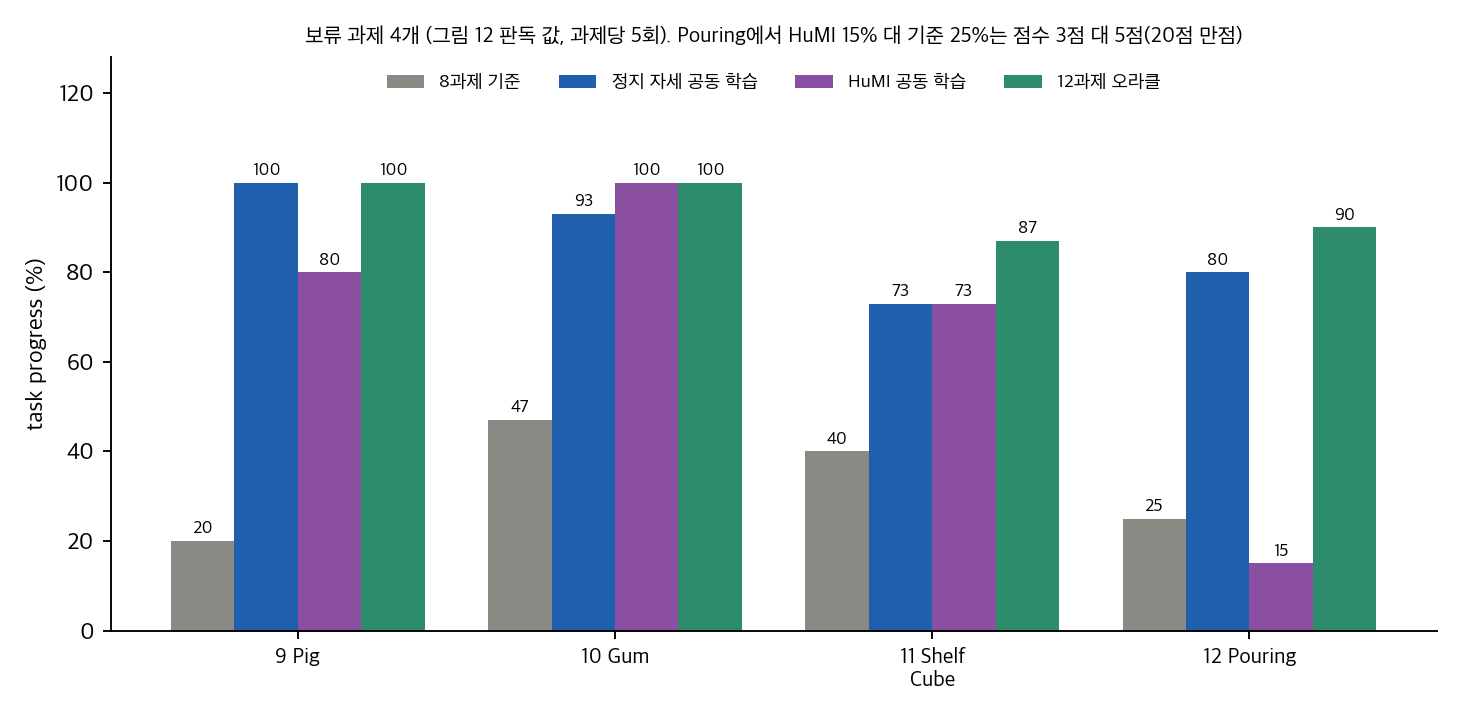 보류 과제 4개 (그림 12 판독 값, 과제당 5회). Pouring에서 HuMI 15% 대 기준 25%는 점수 3점 대 5점(20점 만점)
8과제 기준
정지 자세 공동 학습
HuMI 공동 학습
12과제 오라클
task progress (%)
120
100
80
60
40
20
0
20
100
80
100
47
93
100
100
40
73
73
87
25
80
15
90
9 Pig
10 Gum
11 Shelf
Cube
12 Pouring